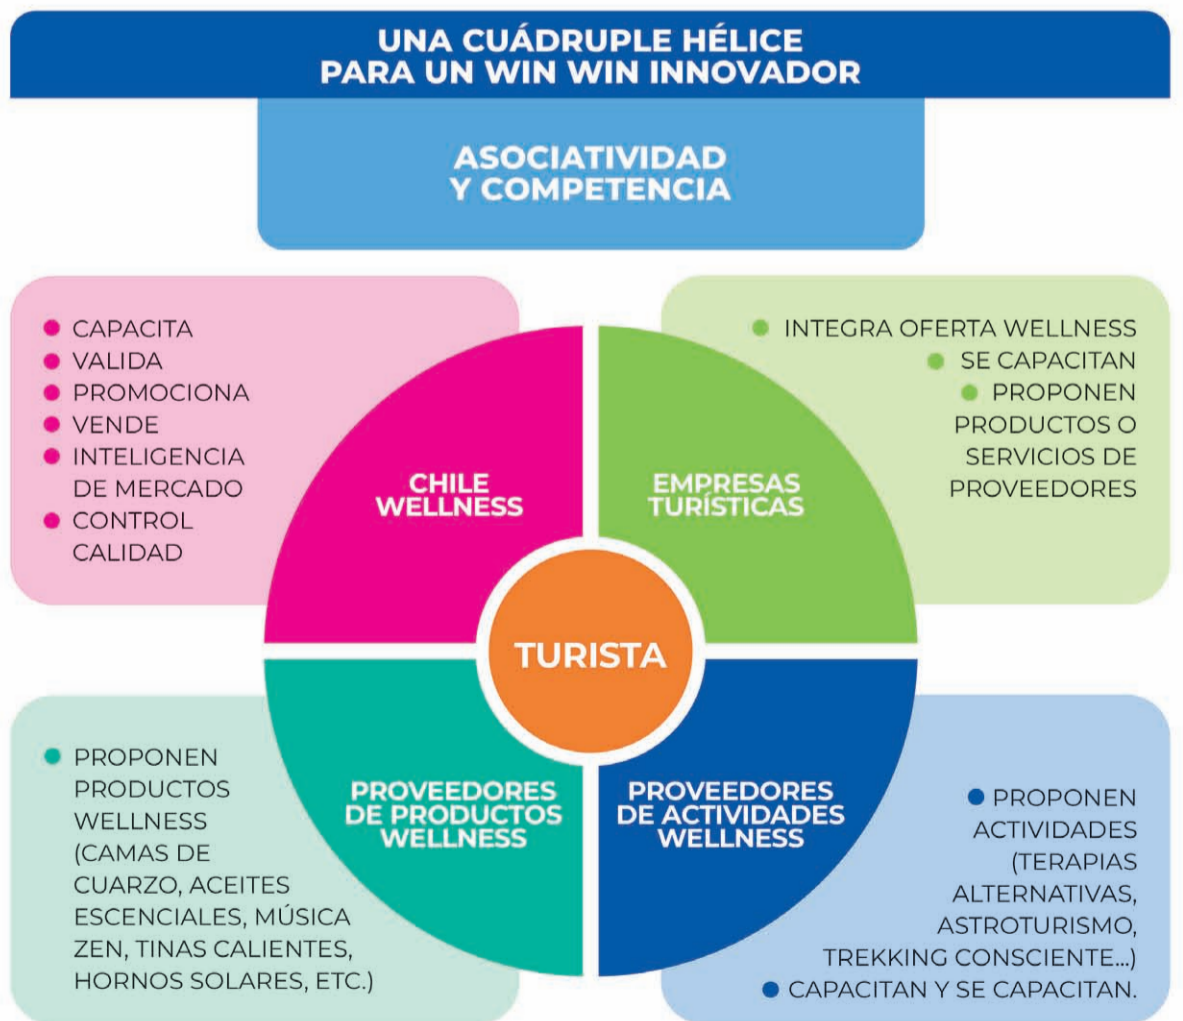 UNA CUÁDRUPLE HÉLICE
PARA UN WIN WIN INNOVADOR
ASOCIATIVIDAD
Y COMPETENCIA
● CAPACITA
● VALIDA
● PROMOCIONA
● VENDE
● INTELIGENCIA
DE MERCADO
● CONTROL
CALIDAD
CHILE
WELLNESS
● INTEGRA OFERTA WELLNESS
● SE CAPACITAN
● PROPONEN
PRODUCTOS O
SERVICIOS DE
PROVEEDORES
EMPRESAS
TURÍSTICAS
TURISTA
● PROPONEN
PRODUCTOS
WELLNESS
(CAMAS DE
CUARZO, ACEITES
ESCENCIALES, MÚSICA
ZEN, TINAS CALIENTES,
HORNOS SOLARES, ETC.)
PROVEEDORES
DE PRODUCTOS
WELLNESS
PROVEEDORES
DE ACTIVIDADES
WELLNESS
● PROPONEN
ACTIVIDADES
(TERAPIAS
ALTERNATIVAS,
ASTROTURISMO,
TREKKING CONSCIENTE...)
● CAPACITAN Y SE CAPACITAN.